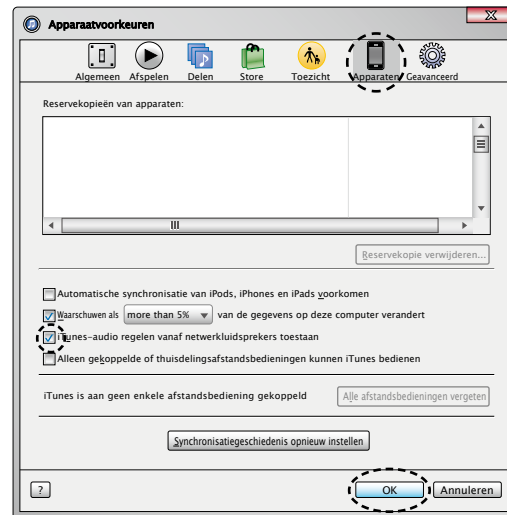 Apparaatvoorkeuren
Algemeen Afspelen Delen Store Toezicht Apparaten Geavanceerd
Reservekopieën van apparaten:
Reservekopie verwijderen...
Automatische synchronisatie van iPods, iPhones en iPads voorkomen
Waarschuwen als more than 5% van de gegevens op deze computer verandert
iTunes-audio regelen vanaf netwerkluidsprekers toestaan
Alleen gekoppelde of thuisdelingsafstandsbedieningen kunnen iTunes bedienen
iTunes is aan geen enkele afstandsbediening gekoppeld Alle afstandsbedieningen vergeten
Synchronisatiegeschiedenis opnieuw instellen
? OK Annuleren